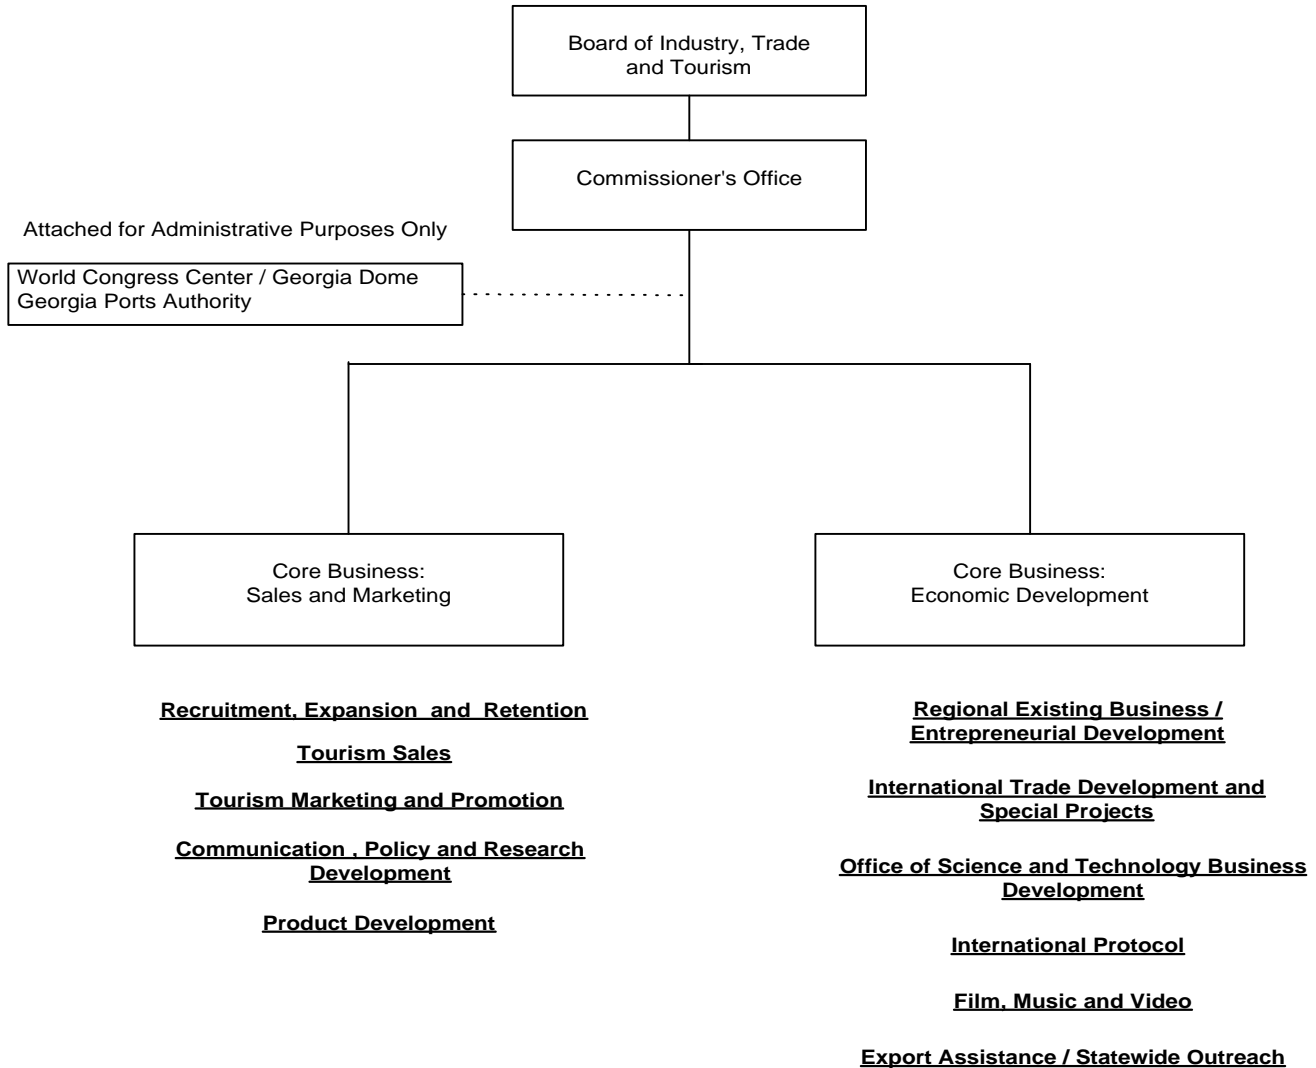 Board of Industry, Trade
and Tourism
Commissioner's Office
Attached for Administrative Purposes Only
World Congress Center / Georgia Dome
Georgia Ports Authority
Core Business:
Sales and Marketing
Recruitment, Expansion and Retention
Tourism Sales
Tourism Marketing and Promotion
Communication , Policy and Research
Development
Product Development
Core Business:
Economic Development
Regional Existing Business /
Entrepreneurial Development
International Trade Development and
Special Projects
Office of Science and Technology Business
Development
International Protocol
Film, Music and Video
Export Assistance / Statewide Outreach